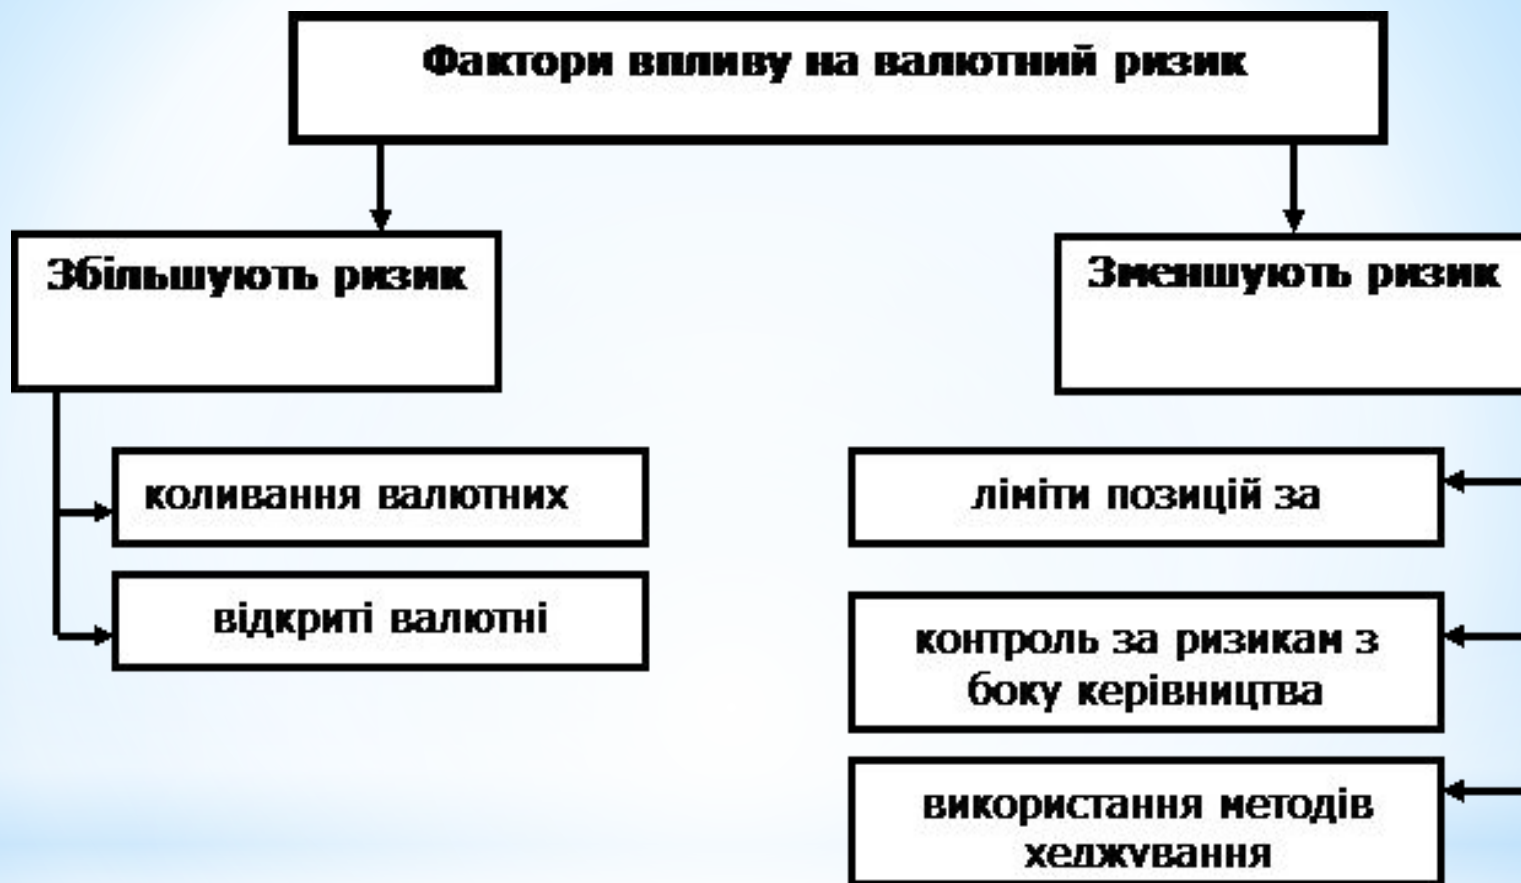 Фактори впливу на валютний ризик
Збільшують ризик
Зменшують ризик
коливання валютних
відкриті валютні
ліміти позицій за
контроль за ризикам з
боку керівництва
використання методів
хеджування